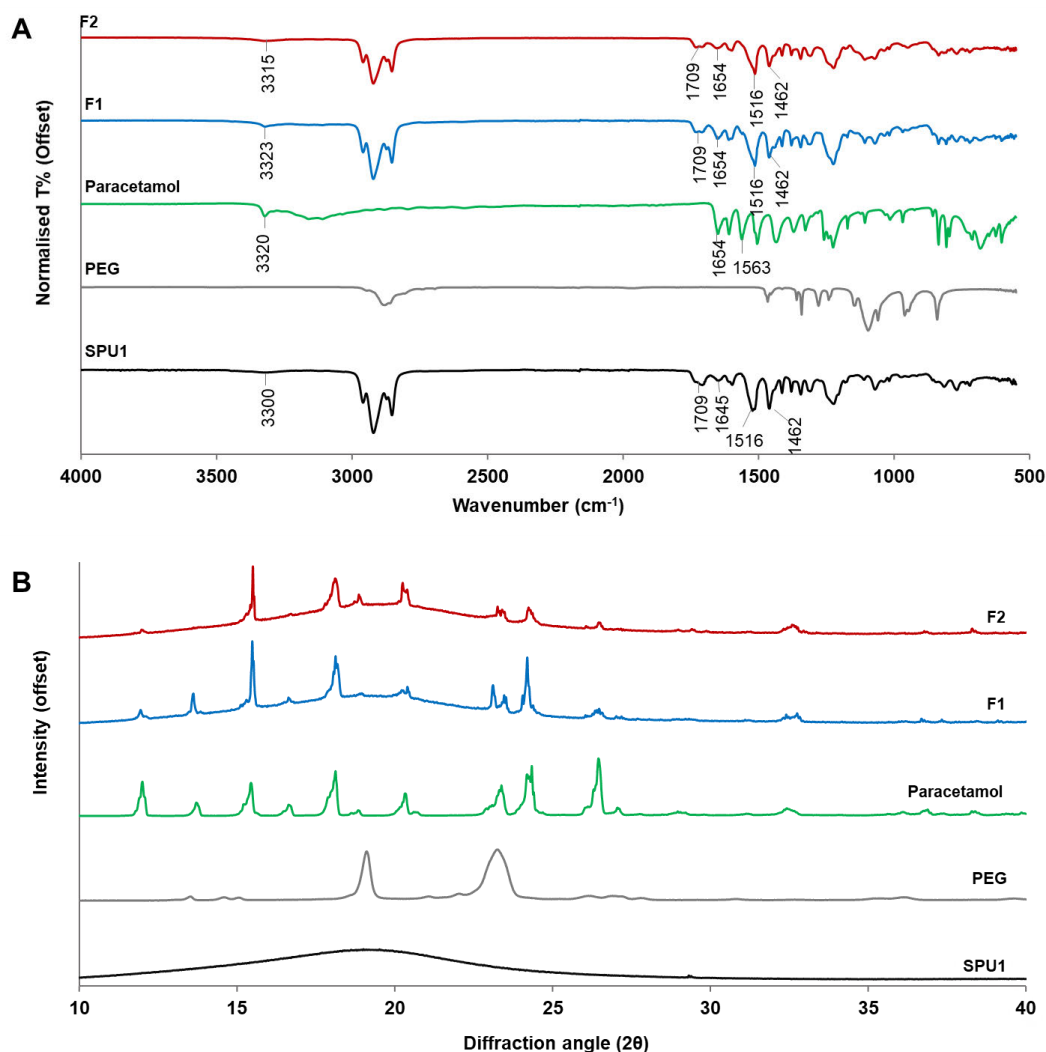 A
F2
3315
1709
1654
1516
1462
F1
3323
1709
1654
1516
1462
Paracetamol
3320
1654
1563
PEG
SPU1
3300
1709
1645
1516
1462
Normalised T% (Offset)
4000 3500 3000 2500 2000 1500 1000 500
Wavenumber (cm⁻¹)
B
F2
F1
Paracetamol
PEG
SPU1
Intensity (offset)
10 15 20 25 30 35 40
Diffraction angle (2θ)